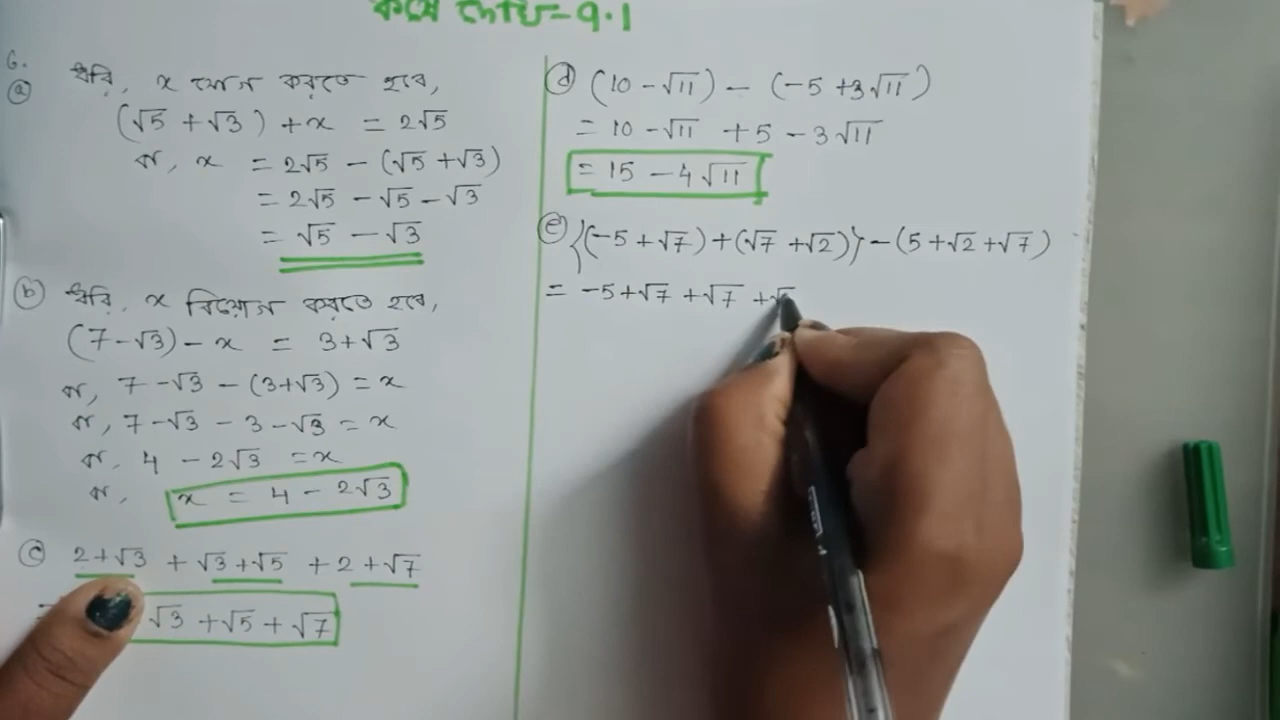 কষে দেখি-9.1
6.
(a) ধরি, x যোগ করতে হবে,
(√5 + √3) + x = 2√5
বা, x = 2√5 - (√5 + √3)
= 2√5 - √5 - √3
= √5 - √3
(b) ধরি, x বিয়োগ করতে হবে,
(7 - √3) - x = 3 + √3
বা, 7 - √3 - (3 + √3) = x
বা, 7 - √3 - 3 - √3 = x
বা, 4 - 2√3 = x
বা, x = 4 - 2√3
(c) 2 + √3 + √3 + √5 + 2 + √7
√3 + √5 + √7
(d) (10 - √11) - (-5 + 3√11)
= 10 - √11 + 5 - 3√11
= 15 - 4√11
(e) {(-5 + √7) + (√7 + √2)} - (5 + √2 + √7)
= -5 + √7 + √7 + √